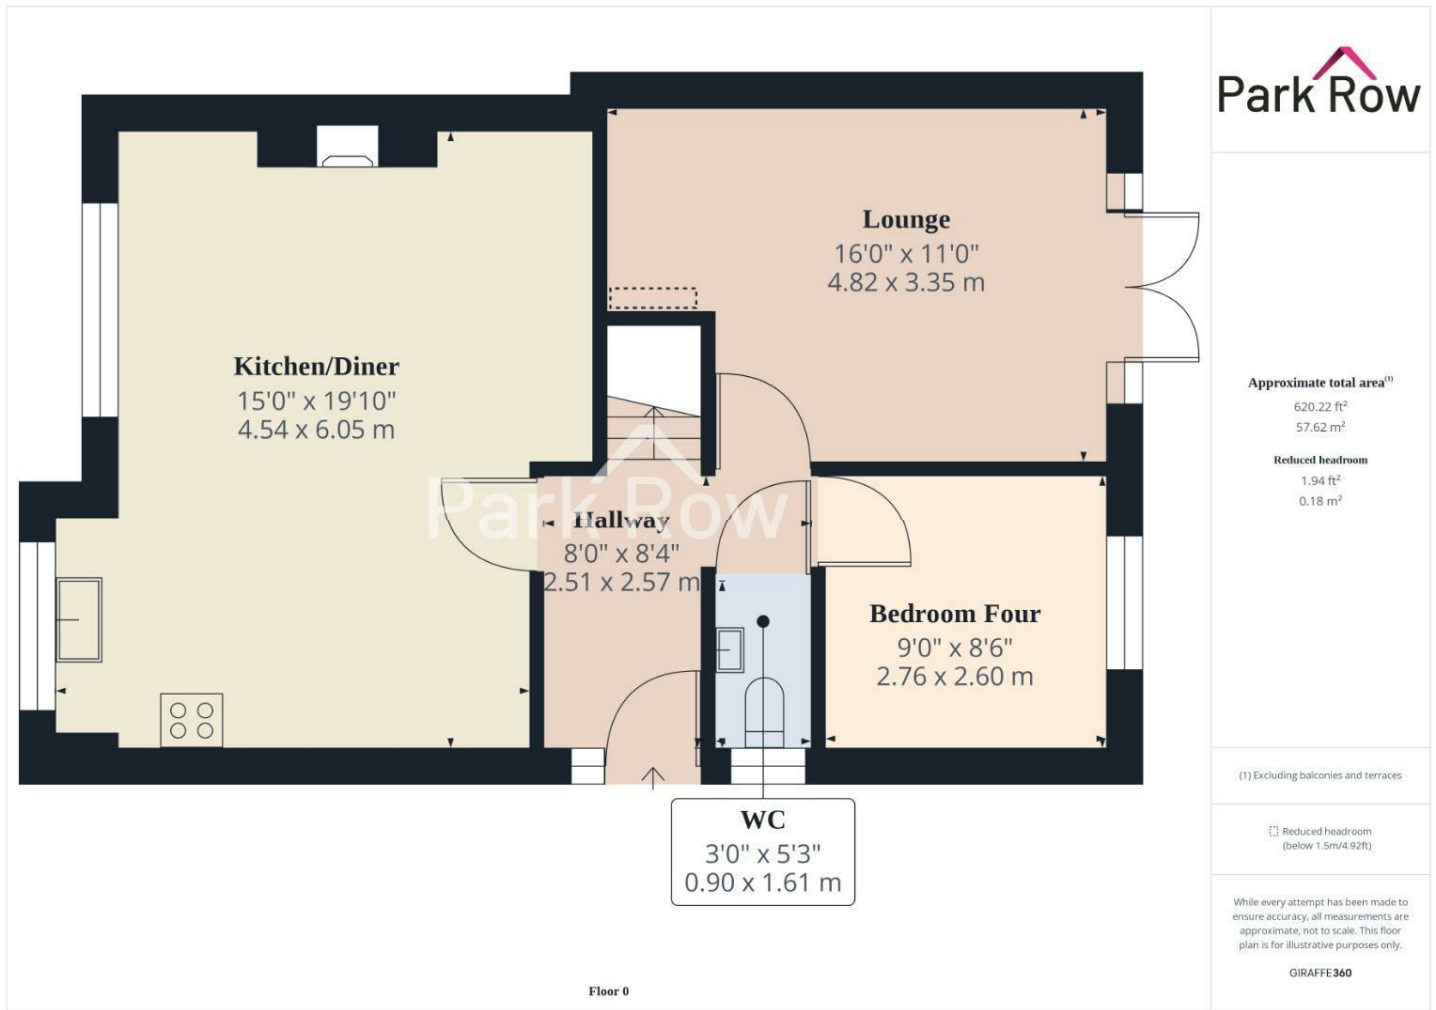 Park Row
Lounge
16'0" x 11'0"
4.82 x 3.35 m
Kitchen/Diner
15'0" x 19'10"
4.54 x 6.05 m
Park Row
Hallway
8'0" x 8'4"
2.51 x 2.57 m
Bedroom Four
9'0" x 8'6"
2.76 x 2.60 m
WC
3'0" x 5'3"
0.90 x 1.61 m
Floor 0
Approximate total area(1)
620.22 ft²
57.62 m²
Reduced headroom
1.94 ft²
0.18 m²
(1) Excluding balconies and terraces
Reduced headroom
(below 1.5m/4.92ft)
While every attempt has been made to
ensure accuracy, all measurements are
approximate, not to scale. This floor
plan is for illustrative purposes only.
GIRAFFE360